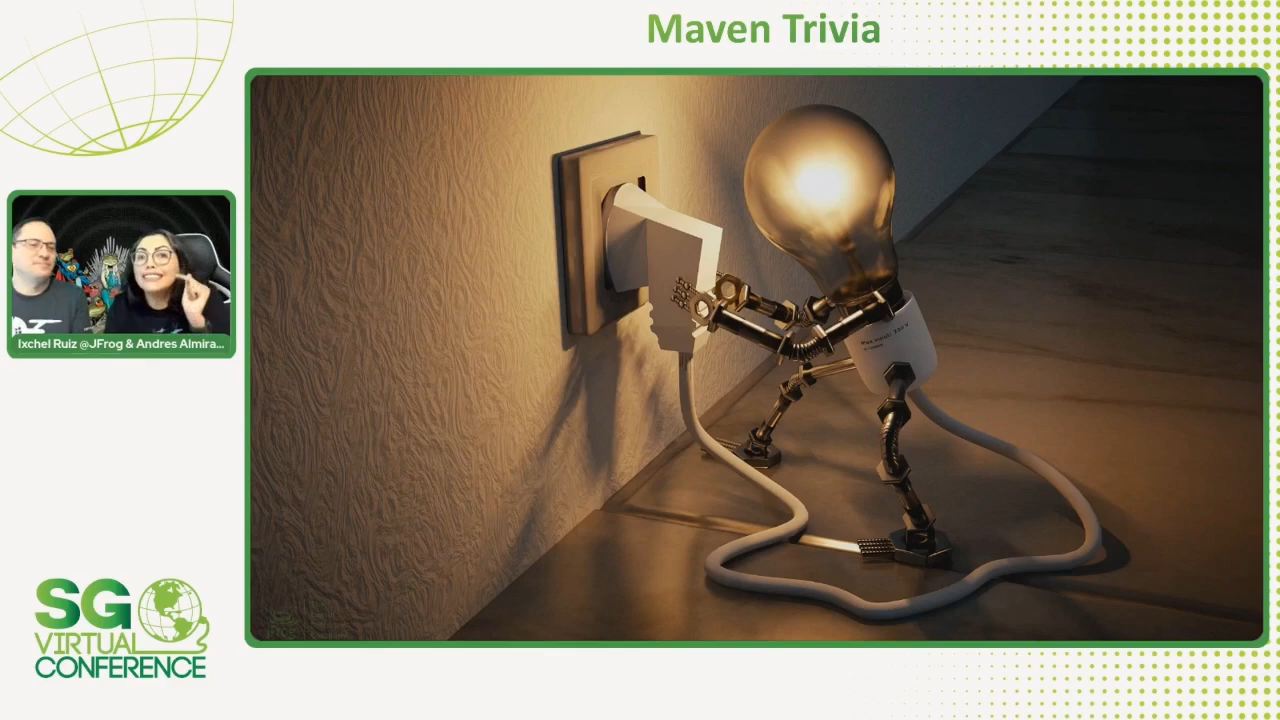 Maven Trivia
Ixchel Ruiz @JFrog & Andres Almira...
SG
VIRTUAL
CONFERENCE